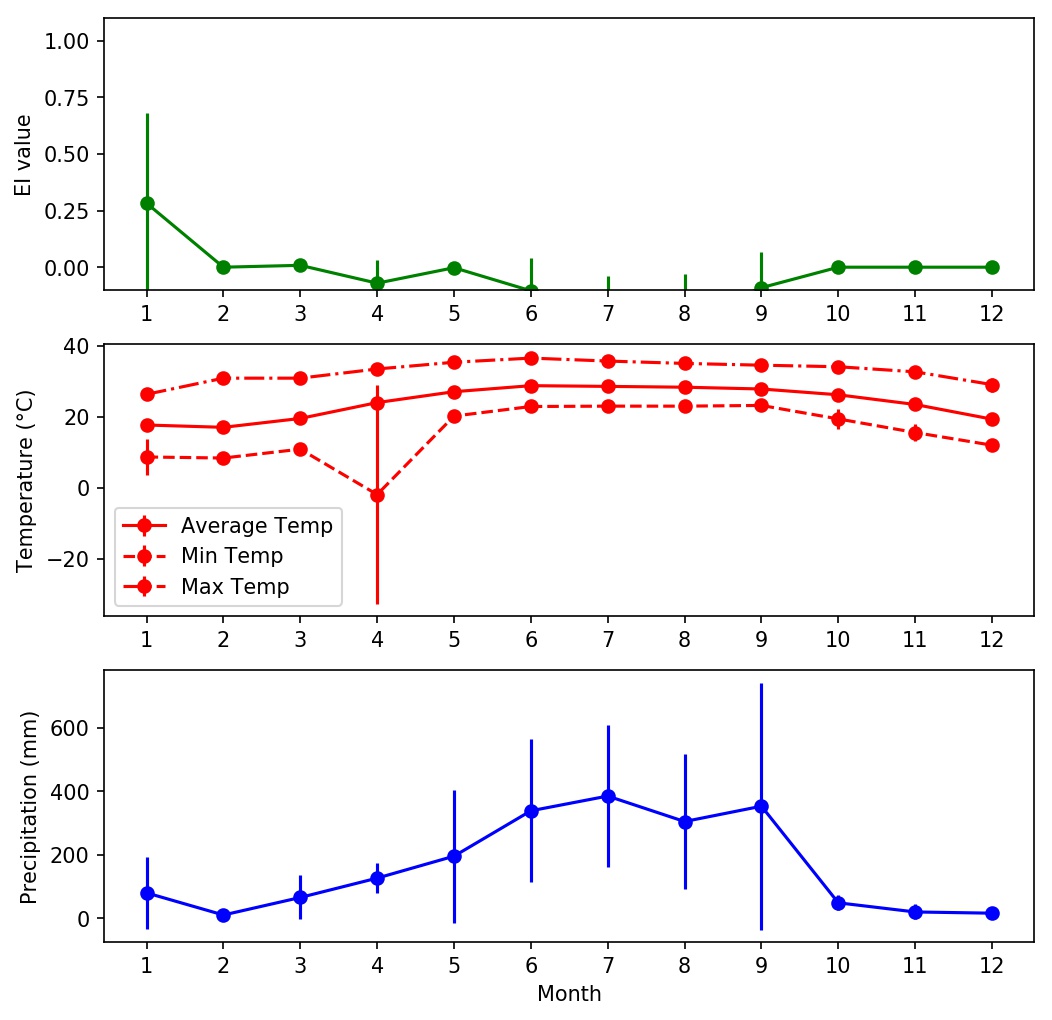 EI value
1.00
0.75
0.50
0.25
0.00
1 2 3 4 5 6 7 8 9 10 11 12
Temperature (°C)
40
20
0
−20
Average Temp
Min Temp
Max Temp
1 2 3 4 5 6 7 8 9 10 11 12
Precipitation (mm)
600
400
200
0
1 2 3 4 5 6 7 8 9 10 11 12
Month